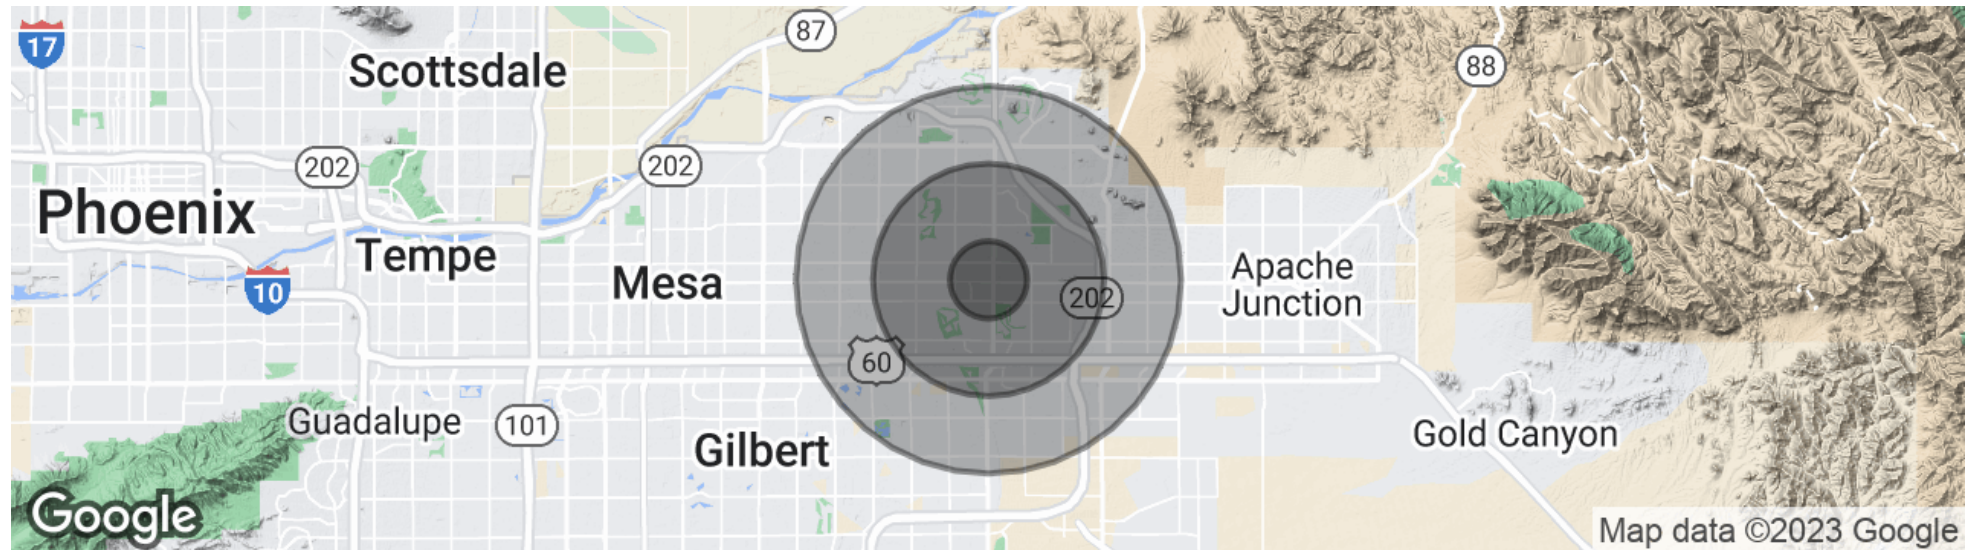 17
87
Scottsdale
88
202
202
Phoenix
Tempe
10
Mesa
202
Apache
Junction
60
Guadalupe
101
Gilbert
Gold Canyon
Google
Map data ©2023 Google